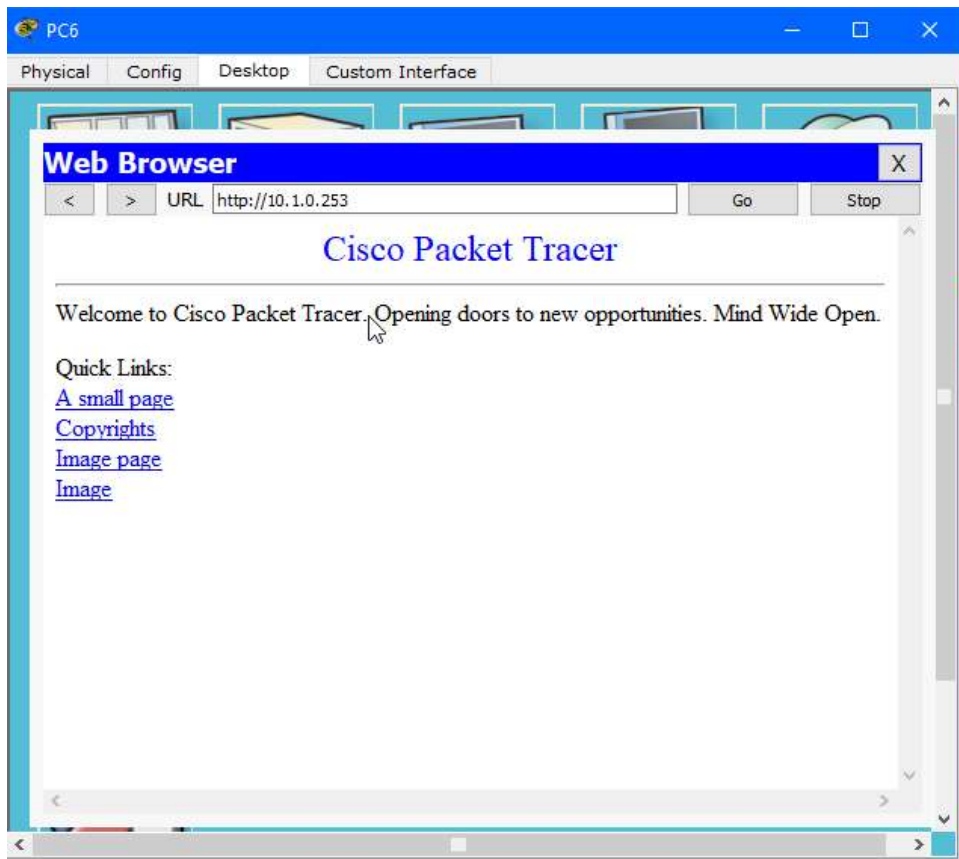 PC6
Physical Config Desktop Custom Interface
Web Browser X
< > URL http://10.1.0.253 Go Stop
Cisco Packet Tracer
Welcome to Cisco Packet Tracer. Opening doors to new opportunities. Mind Wide Open.
Quick Links:
A small page
Copyrights
Image page
Image